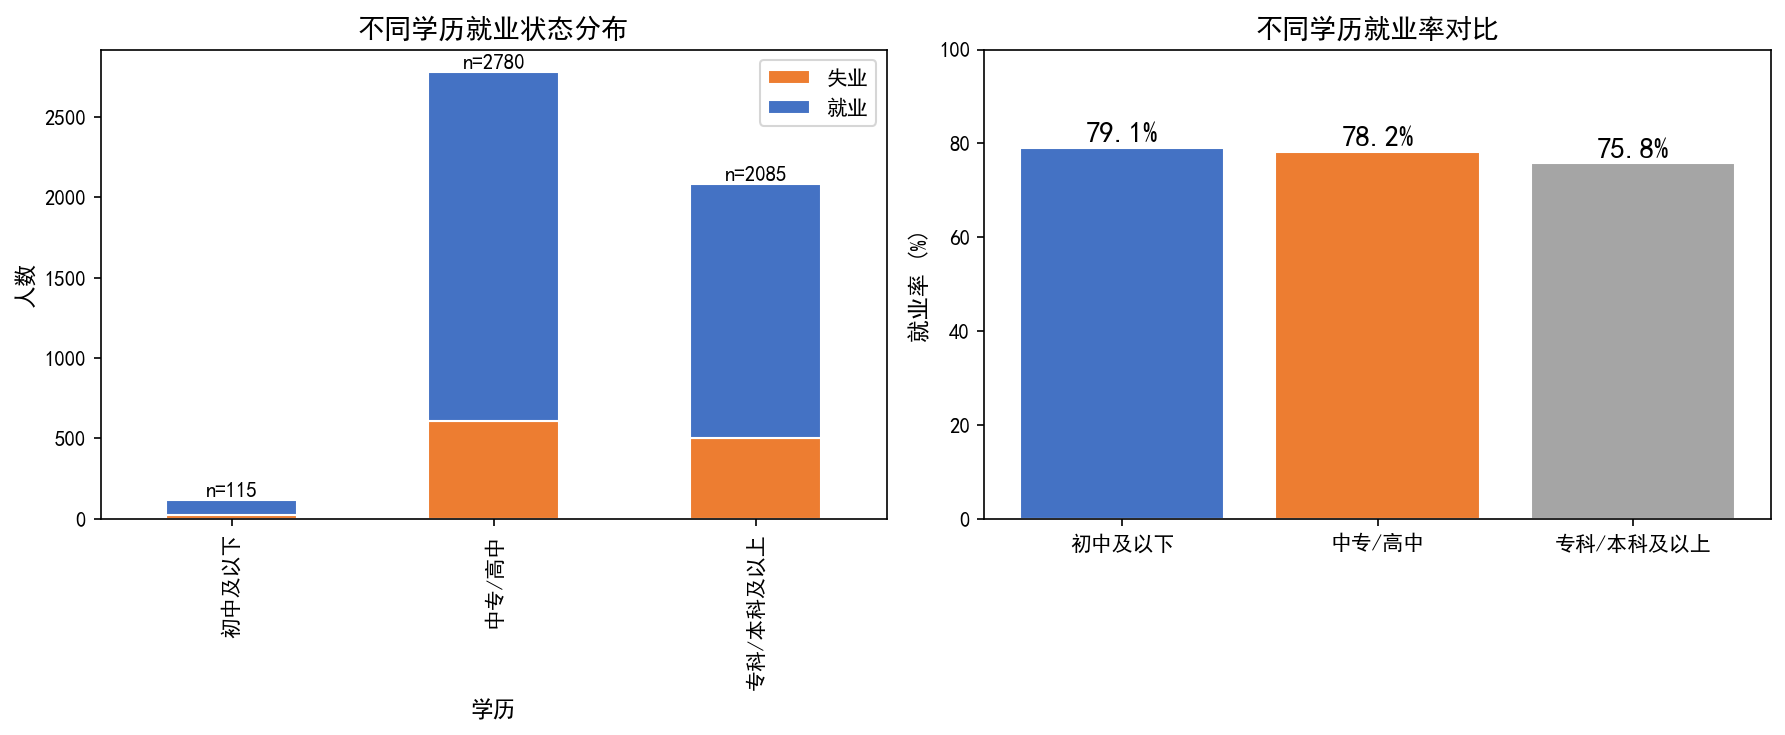 不同学历就业状态分布
人数
2500
2000
1500
1000
500
0
n=115
n=2780
n=2085
失业
就业
初中及以下
中专/高中
专科/本科及以上
学历
不同学历就业率对比
就业率 (%)
100
80
60
40
20
0
79.1%
78.2%
75.8%
初中及以下
中专/高中
专科/本科及以上